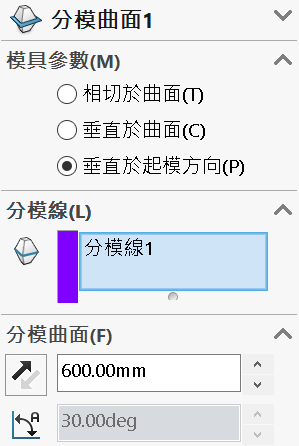 分模曲面1
模具參數(M)
相切於曲面(T)
垂直於曲面(C)
垂直於起模方向(P)
分模線(L)
分模線1
分模曲面(F)
600.00mm
A
30.00deg